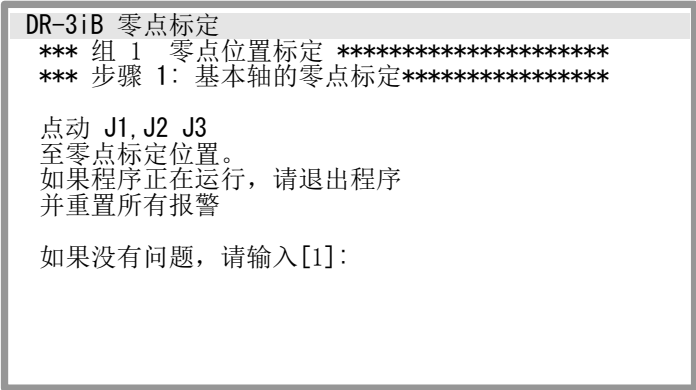 DR-3iB 零点标定
*** 组 1 零点位置标定 *********************
*** 步骤 1: 基本轴的零点标定****************
点动 J1,J2 J3
至零点标定位置。
如果程序正在运行，请退出程序
并重置所有报警
如果没有问题，请输入[1]: